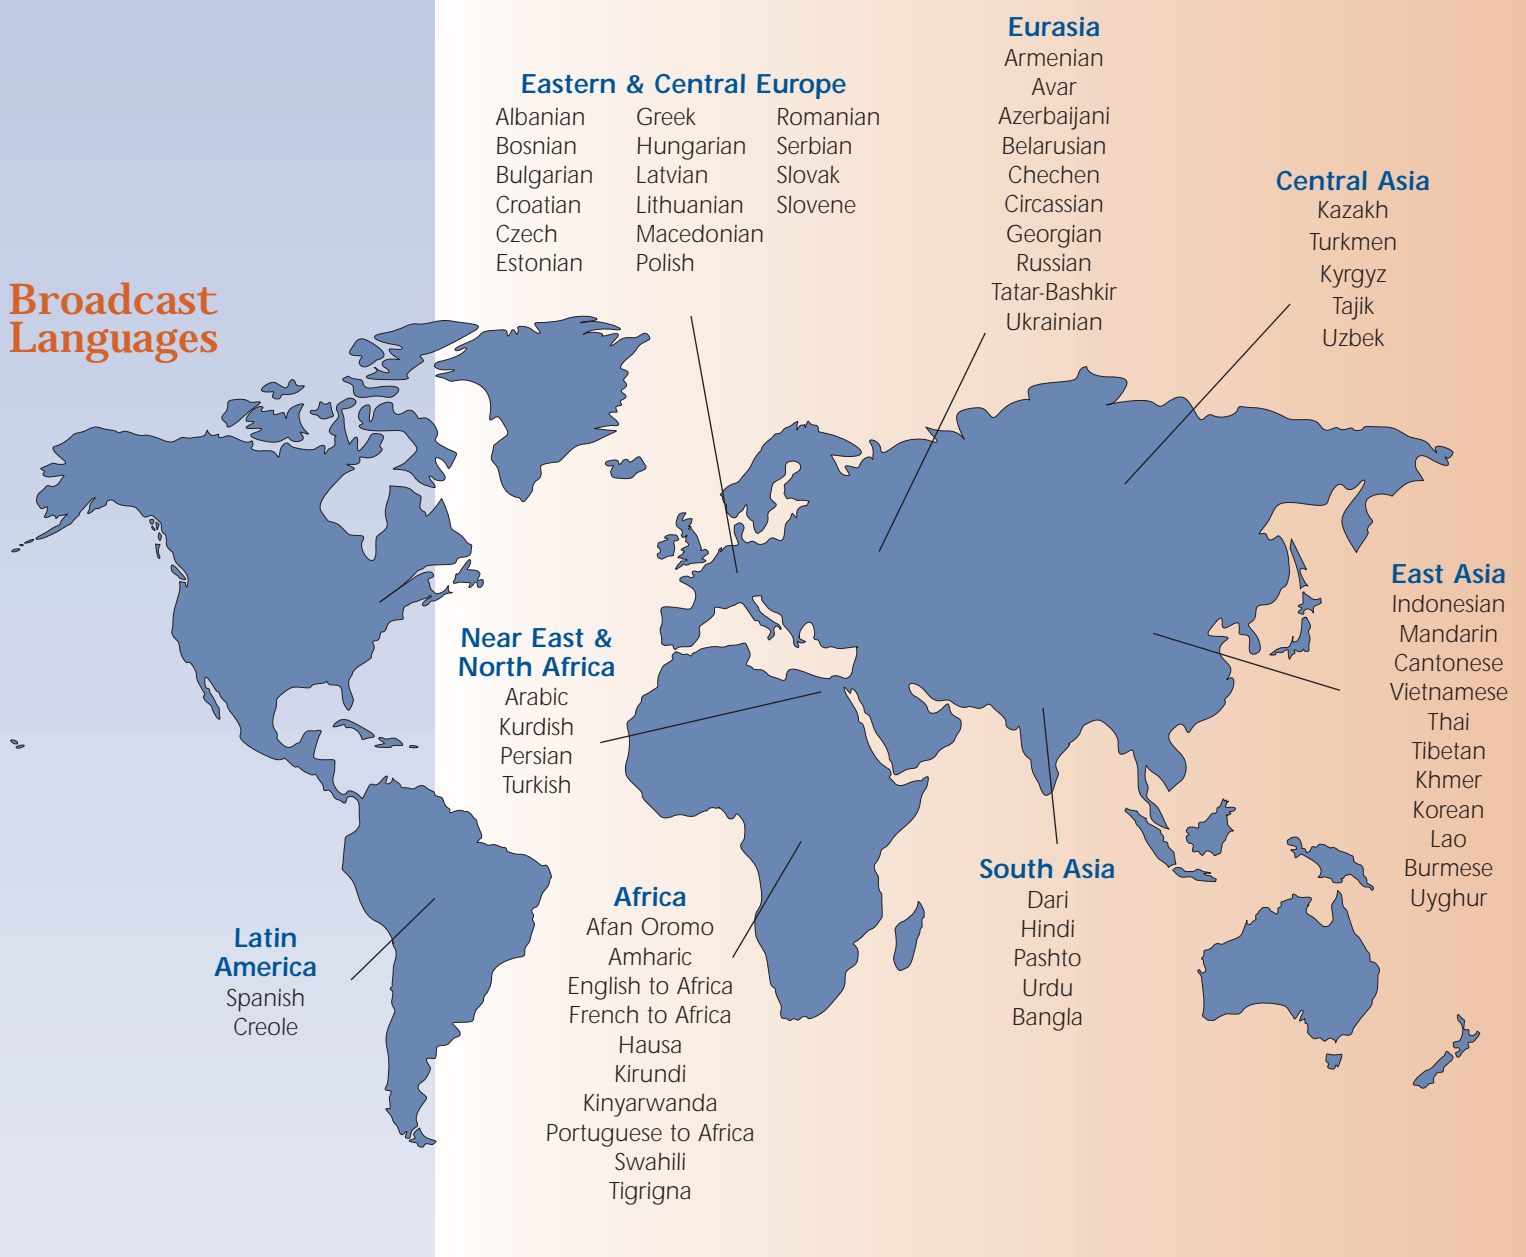 Broadcast
Languages
Eastern & Central Europe
Albanian
Bosnian
Bulgarian
Croatian
Czech
Estonian
Greek
Hungarian
Latvian
Lithuanian
Macedonian
Polish
Romanian
Serbian
Slovak
Slovene
Eurasia
Armenian
Avar
Azerbaijani
Belarusian
Chechen
Circassian
Georgian
Russian
Tatar-Bashkir
Ukrainian
Central Asia
Kazakh
Turkmen
Kyrgyz
Tajik
Uzbek
Near East &
North Africa
Arabic
Kurdish
Persian
Turkish
East Asia
Indonesian
Mandarin
Cantonese
Vietnamese
Thai
Tibetan
Khmer
Korean
Lao
Burmese
Uyghur
Latin
America
Spanish
Creole
Africa
Afan Oromo
Amharic
English to Africa
French to Africa
Hausa
Kirundi
Kinyarwanda
Portuguese to Africa
Swahili
Tigrigna
South Asia
Dari
Hindi
Pashto
Urdu
Bangla